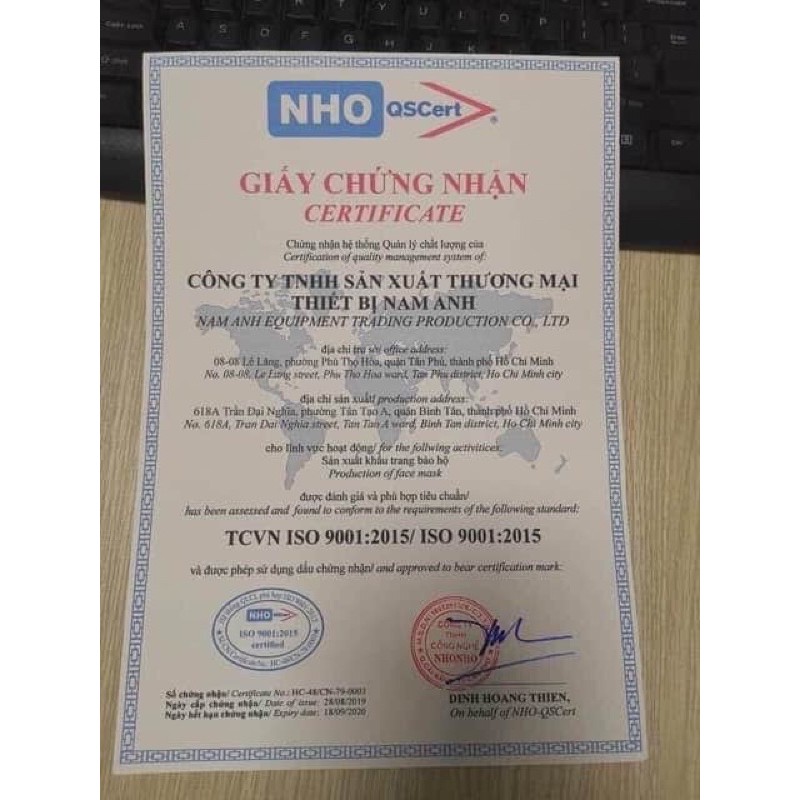 NHO QSCert
GIẤY CHỨNG NHẬN
CERTIFICATE
Chứng nhận hệ thống Quản lý chất lượng của
Certification of quality management system of:
CÔNG TY TNHH SẢN XUẤT THƯƠNG MẠI
THIẾT BỊ NAM ANH
NAM ANH EQUIPMENT TRADING PRODUCTION CO., LTD
địa chỉ trụ sở/ office address:
08-08 Lê Lăng, phường Phú Thọ Hòa, quận Tân Phú, thành phố Hồ Chí Minh
No. 08-08, Le Lang street, Phu Tho Hoa ward, Tan Phu district, Ho Chi Minh city
địa chỉ sản xuất/ production address:
618A Trần Đại Nghĩa, phường Tân Tạo A, quận Bình Tân, thành phố Hồ Chí Minh
No. 618A, Tran Dai Nghia street, Tan Tao A ward, Binh Tan district, Ho Chi Minh city
cho lĩnh vực hoạt động/ for the follwing activitices:
Sản xuất khẩu trang bảo hộ
Production of face mask
được đánh giá và phù hợp tiêu chuẩn/
has been assessed and found to conform to the requirements of the following standard:
TCVN ISO 9001:2015/ ISO 9001:2015
và được phép sử dụng dấu chứng nhận/ and approved to bear certification mark:
NHO
ISO 9001:2015
certified
CÔNG TY
TNHH
CÔNG NGHỆ
NHONHO
Số chứng nhận/ Certificate No.: HC-48/CN-79-0003
Ngày cấp chứng nhận/ Date of issue: 28/08/2019
Ngày hết hạn chứng nhận/ Expiry date: 18/09/2020
DINH HOANG THIEN,
On behalf of NHO-QSCert